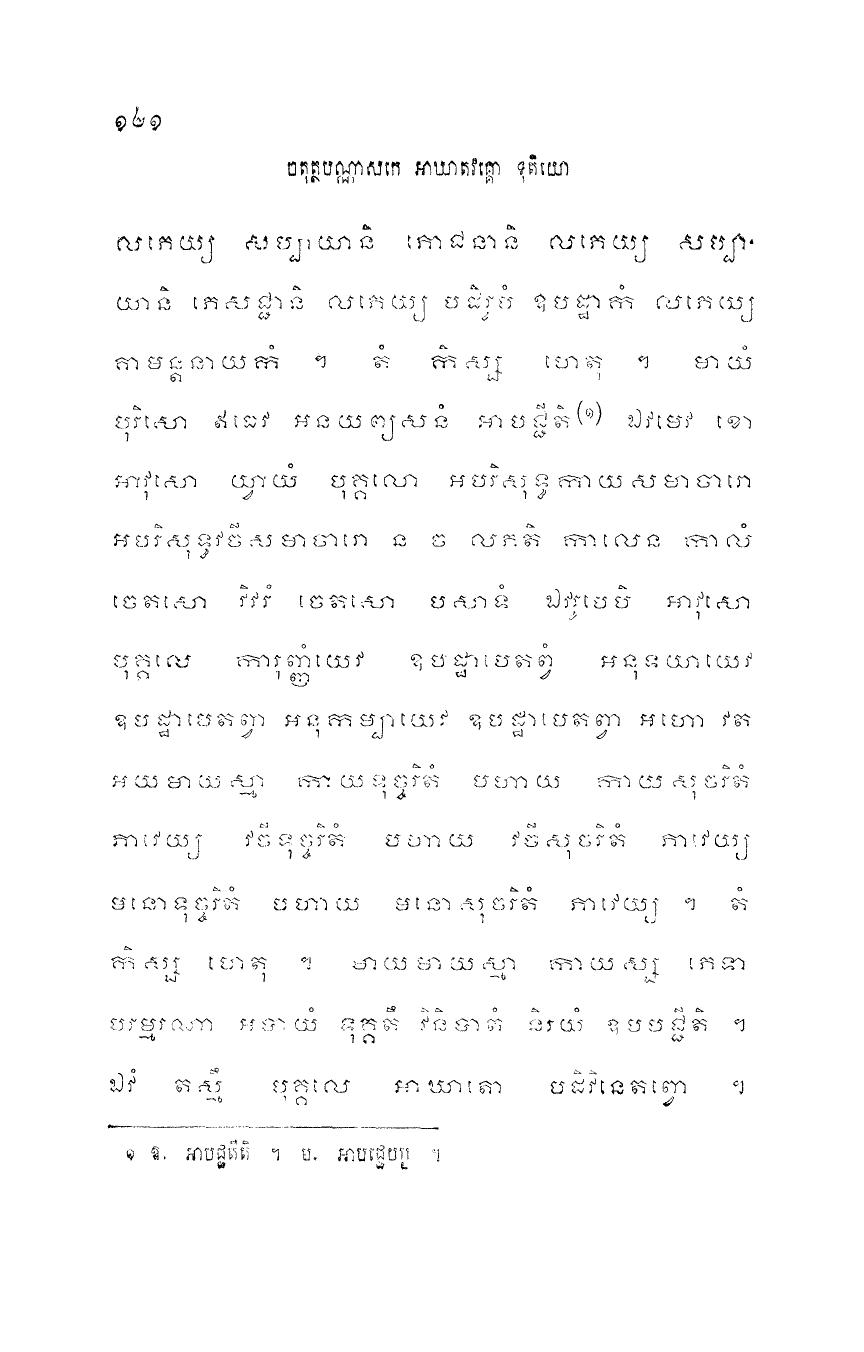 ១៤១
ចតុត្ថបណ្ណាសកេ អាឃាតវគ្គោ ទុតិយោ
លភេយ្យ សប្បាយានិ ភោជនានិ លភេយ្យ សប្បា-
យានិ ភេសជ្ជានិ លភេយ្យ បដិរូបំ ឧបដ្ឋាកំ លភេយ្យ
គាមន្តនាយកំ ។ តំ កិស្ស ហេតុ ។ មាយំ
បុរិសោ ឥធេវ អនយព្យសនំ អាបជ្ជីតិ(១) ឯវមេវ ខោ
អាវុសោ យ្វាយំ បុគ្គលោ អបរិសុទ្ធកាយសមាចារោ
អបរិសុទ្ធវចីសមាចារោ ន ច លភតិ កាលេន កាលំ
ចេតសោ វិវរំ ចេតសោ បសាទំ ឯវរូបេបិ អាវុសោ
បុគ្គលេ ការុញ្ញំយេវ ឧបដ្ឋាបេតព្វំ អនុទយាយេវ
ឧបដ្ឋាបេតព្វា អនុកម្បាយេវ ឧបដ្ឋាបេតព្វា អហោ វត
អយមាយស្មា កាយទុច្ចរិតំ បហាយ កាយសុចរិតំ
ភាវេយ្យ វចីទុច្ចរិតំ បហាយ វចីសុចរិតំ ភាវេយ្យ
មនោទុច្ចរិតំ បហាយ មនោសុចរិតំ ភាវេយ្យ ។ តំ
កិស្ស ហេតុ ។ មាយមាយស្មា កាយស្ស ភេទា
បរម្មរណា អបាយំ ទុគ្គតឹ វិនិបាតំ និរយំ ឧបបជ្ជីតិ ។
ឯវំ តស្មឹ បុគ្គលេ អាឃាតោ បដិវិនេតព្វោ ។
១ ឱ. អាបជ្ជតីតិ ។ ប. អាបជ្ជេយ្យ ។